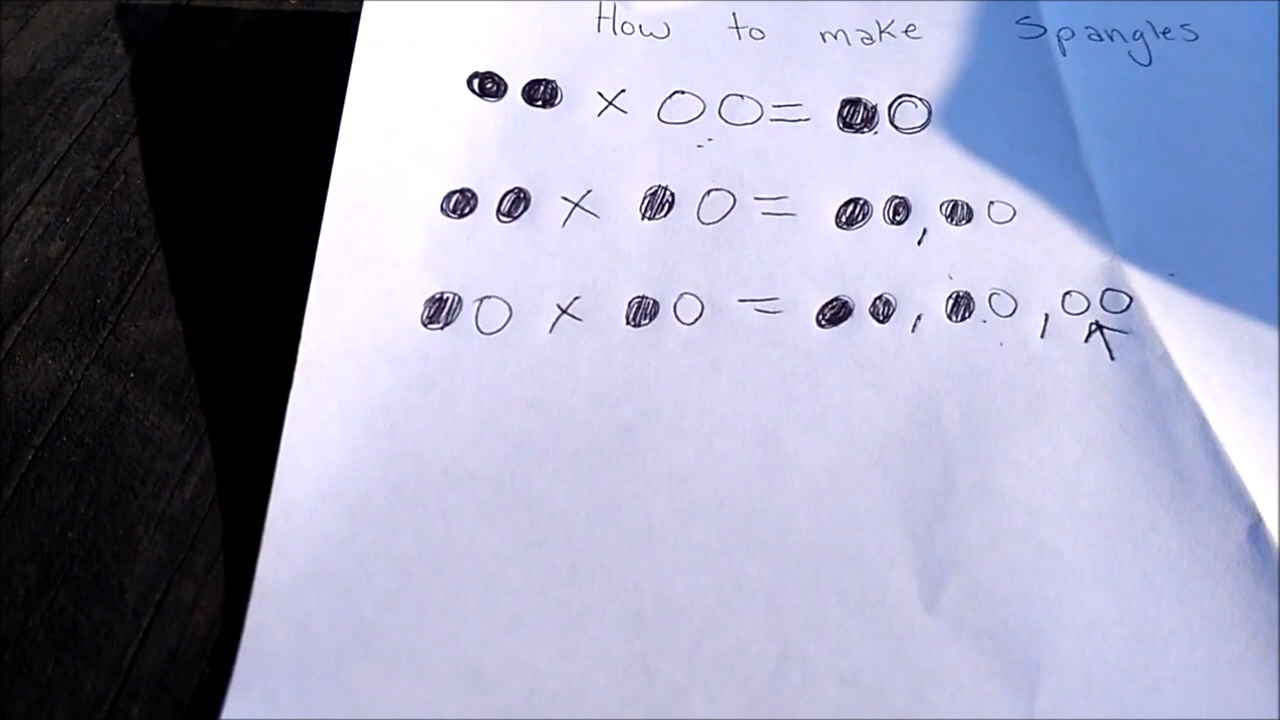 How to make Spangles
●● × ○○ = ●○
●● × ●○ = ●●, ●○
●○ × ●○ = ●●, ●○, ○○
↑